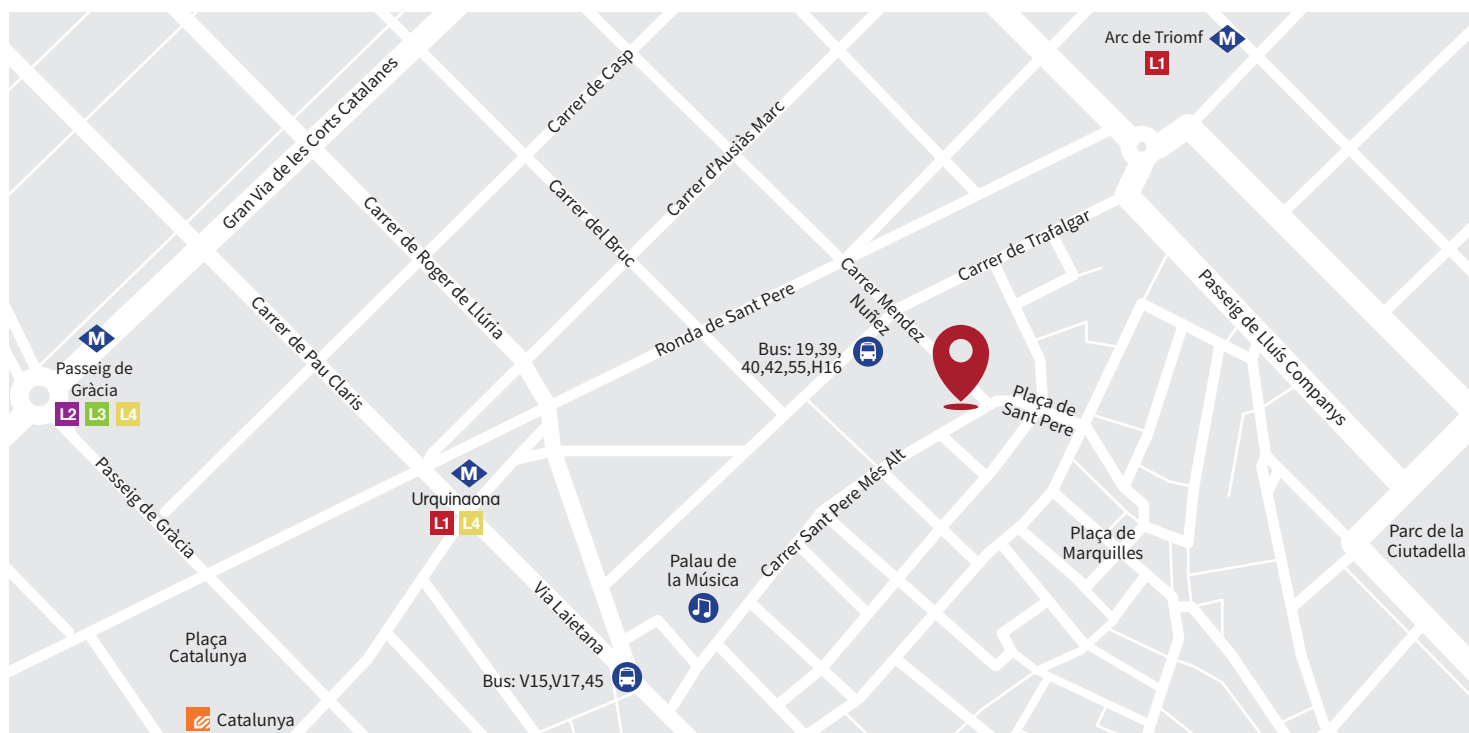 Arc de Triomf
M
L1
Gran Via de les Corts Catalanes
Carrer de Casp
Carrer d'Ausiàs Marc
Carrer de Roger de Llúria
Carrer del Bruc
Carrer de Pau Claris
Ronda de Sant Pere
Carrer Mendez
Nuñez
Carrer de Trafalgar
Passeig de Lluís Companys
M
Passeig de
Gràcia
L2 L3 L4
Bus: 19,39,
40,42,55,H16
Plaça de
Sant Pere
Passeig de Gràcia
M
Urquinaona
L1 L4
Carrer Sant Pere Més Alt
Plaça de
Marquilles
Parc de la
Ciutadella
Palau de
la Música
Via Laietana
Plaça
Catalunya
Bus: V15,V17,45
Catalunya